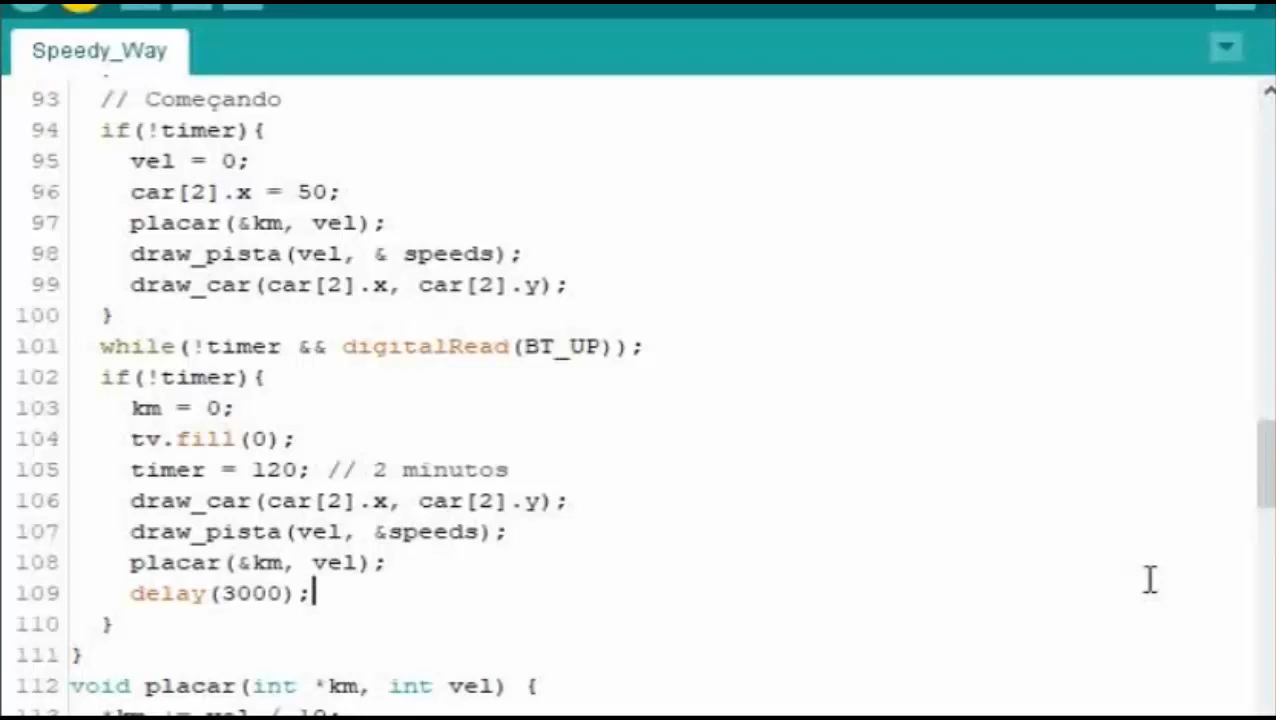 Speedy_Way
93 // Começando
94 if(!timer){
95 vel = 0;
96 car[2].x = 50;
97 placar(&km, vel);
98 draw_pista(vel, & speeds);
99 draw_car(car[2].x, car[2].y);
100 }
101 while(!timer && digitalRead(BT_UP));
102 if(!timer){
103 km = 0;
104 tv.fill(0);
105 timer = 120; // 2 minutos
106 draw_car(car[2].x, car[2].y);
107 draw_pista(vel, &speeds);
108 placar(&km, vel);
109 delay(3000);
110 }
111 }
112 void placar(int *km, int vel) {